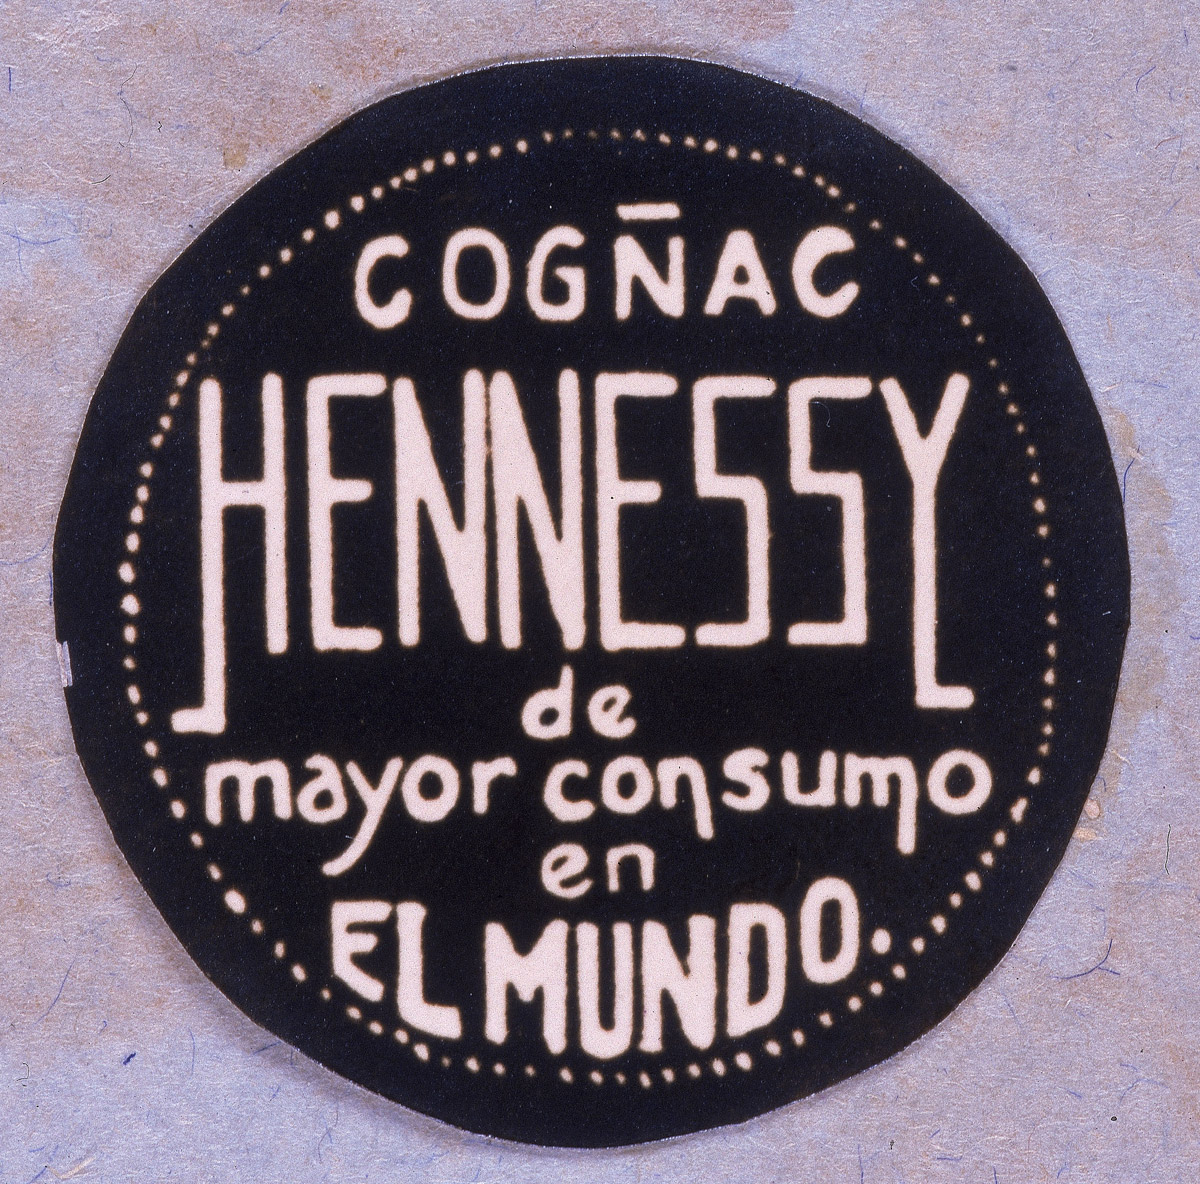 COGÑAC
HENNESSY
de
mayor consumo
en
EL MUNDO.